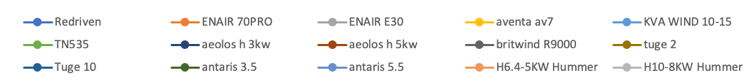 Redriven ENAIR 70PRO ENAIR E30 aventa av7 KVA WIND 10-15
TN535 aeolos h 3kw aeolos h 5kw britwind R9000 tuge 2
Tuge 10 antaris 3.5 antaris 5.5 H6.4-5KW Hummer H10-8KW Hummer